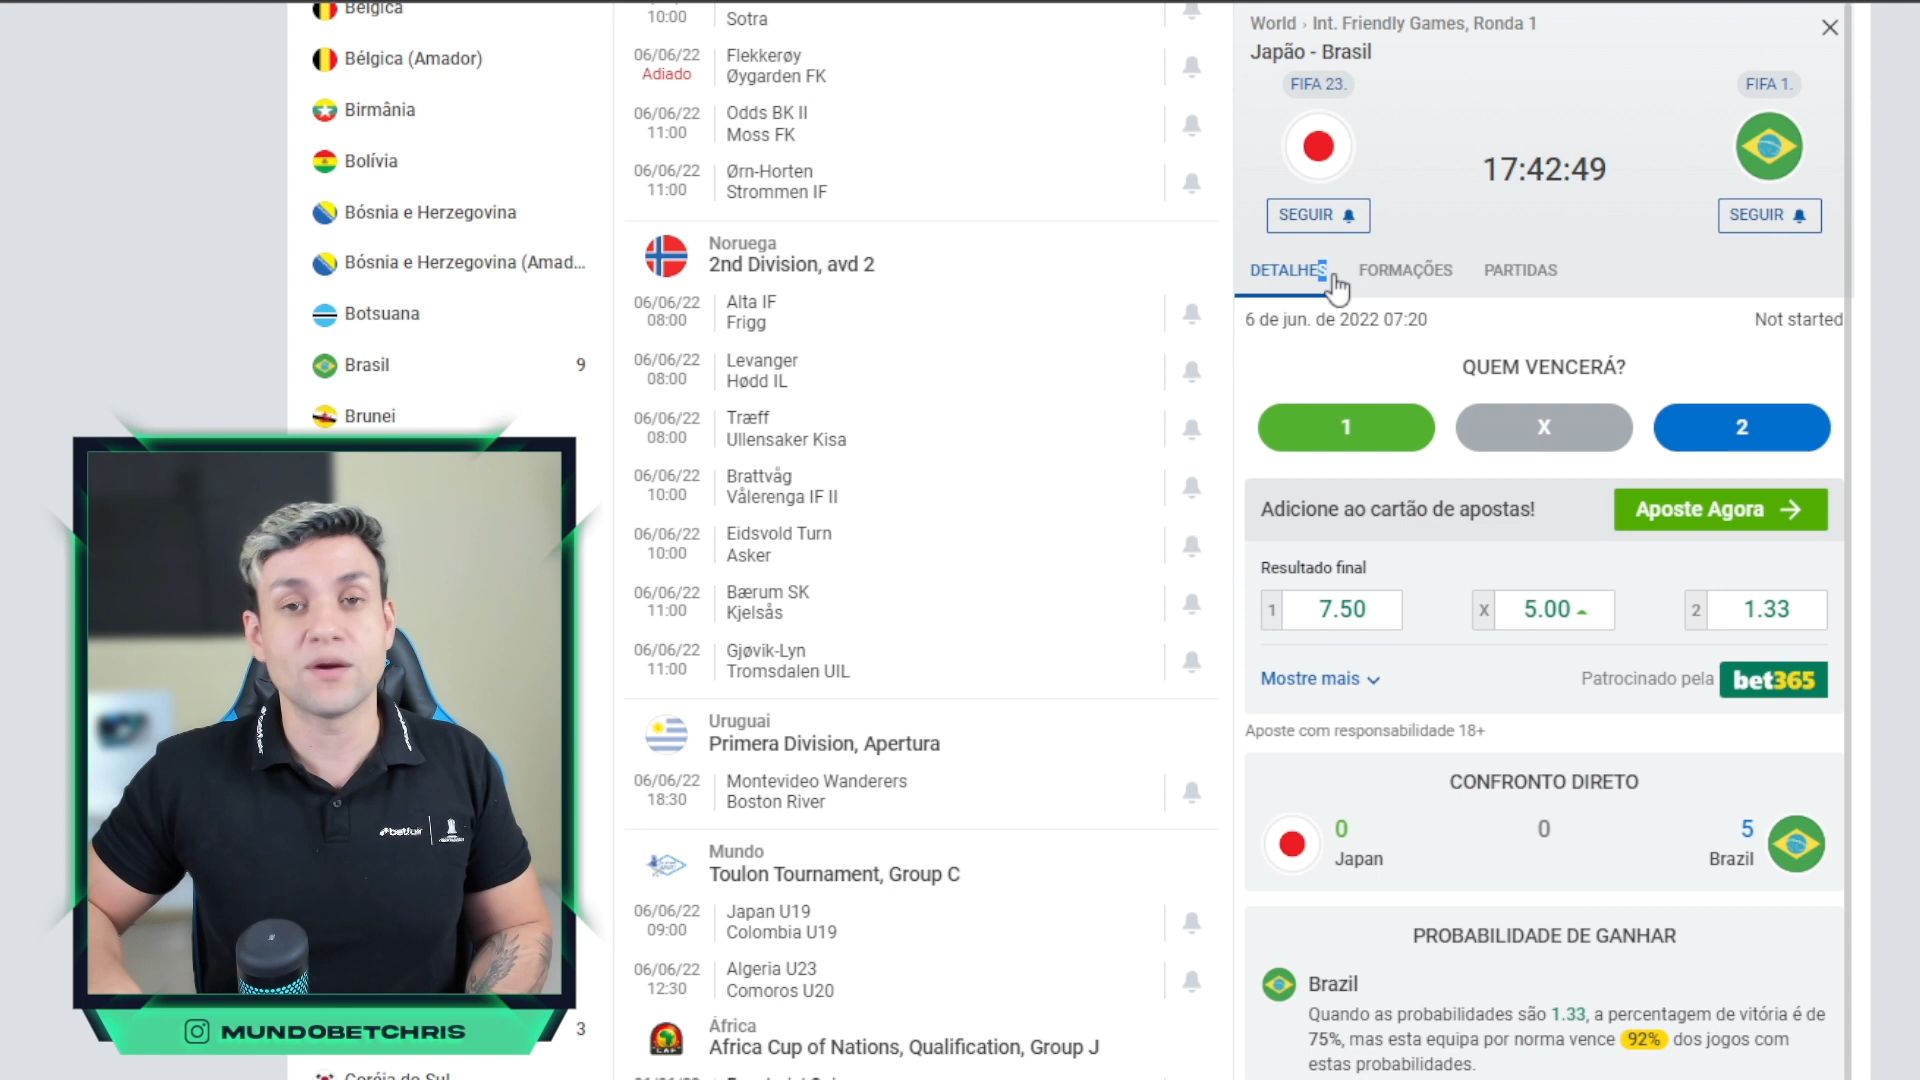 Bélgica
Bélgica (Amador)
Birmânia
Bolívia
Bósnia e Herzegovina
Bósnia e Herzegovina (Amad...
Botsuana
Brasil 9
Brunei
betfair
MUNDOBETCHRIS
3
Coréia do Sul
10:00 Sotra
06/06/22 Flekkerøy
Adiado Øygarden FK
06/06/22 Odds BK II
11:00 Moss FK
06/06/22 Ørn-Horten
11:00 Strommen IF
Noruega
2nd Division, avd 2
06/06/22 Alta IF
08:00 Frigg
06/06/22 Levanger
08:00 Hødd IL
06/06/22 Træff
08:00 Ullensaker Kisa
06/06/22 Brattvåg
10:00 Vålerenga IF II
06/06/22 Eidsvold Turn
10:00 Asker
06/06/22 Bærum SK
11:00 Kjelsås
06/06/22 Gjøvik-Lyn
11:00 Tromsdalen UIL
Uruguai
Primera Division, Apertura
06/06/22 Montevideo Wanderers
18:30 Boston River
Mundo
Toulon Tournament, Group C
06/06/22 Japan U19
09:00 Colombia U19
06/06/22 Algeria U23
12:30 Comoros U20
África
Africa Cup of Nations, Qualification, Group J
World › Int. Friendly Games, Ronda 1
Japão - Brasil
FIFA 23. FIFA 1.
17:42:49
SEGUIR SEGUIR
DETALHES FORMAÇÕES PARTIDAS
6 de jun. de 2022 07:20 Not started
QUEM VENCERÁ?
1 X 2
Adicione ao cartão de apostas! Aposte Agora
Resultado final
1 7.50 X 5.00 2 1.33
Mostre mais Patrocinado pela bet365
Aposte com responsabilidade 18+
CONFRONTO DIRETO
0 0 5
Japan Brazil
PROBABILIDADE DE GANHAR
Brazil
Quando as probabilidades são 1.33, a percentagem de vitória é de
75%, mas esta equipa por norma vence 92% dos jogos com
estas probabilidades.